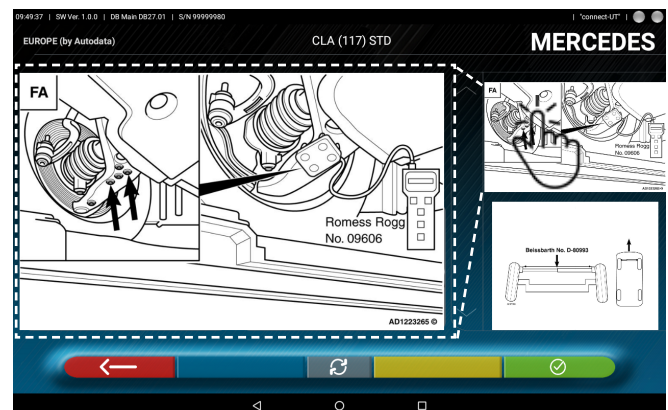 09:49:37 | SW Ver. 1.0.0 | DB Main DB27.01 | S/N 99999980
| "connect-UT" |
EUROPE (by Autodata)
CLA (117) STD
MERCEDES
FA
Romess Rogg
No. 09606
AD1223265 ©
FA
Romess Rogg
No. 09606
AD1223265 ©
Beissbarth No. D-80993